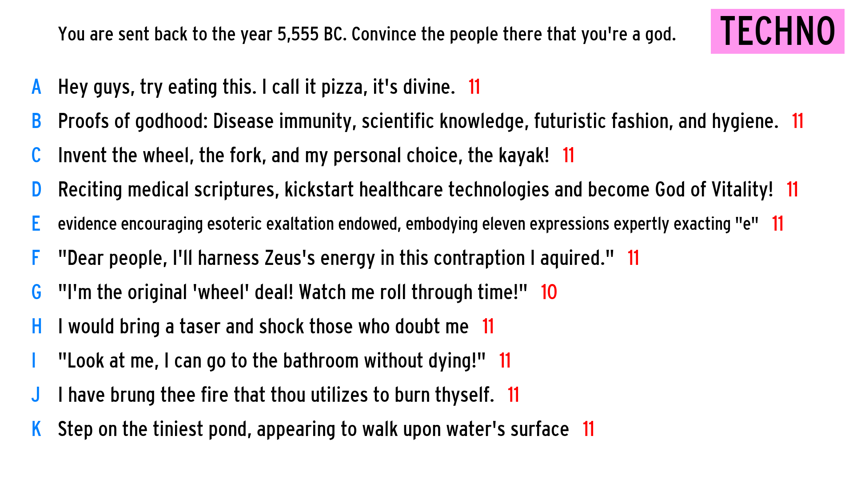 You are sent back to the year 5,555 BC. Convince the people there that you're a god.
TECHNO
A Hey guys, try eating this. I call it pizza, it's divine. 11
B Proofs of godhood: Disease immunity, scientific knowledge, futuristic fashion, and hygiene. 11
C Invent the wheel, the fork, and my personal choice, the kayak! 11
D Reciting medical scriptures, kickstart healthcare technologies and become God of Vitality! 11
E evidence encouraging esoteric exaltation endowed, embodying eleven expressions expertly exacting "e" 11
F "Dear people, I'll harness Zeus's energy in this contraption I aquired." 11
G "I'm the original 'wheel' deal! Watch me roll through time!" 10
H I would bring a taser and shock those who doubt me 11
I "Look at me, I can go to the bathroom without dying!" 11
J I have brung thee fire that thou utilizes to burn thyself. 11
K Step on the tiniest pond, appearing to walk upon water's surface 11